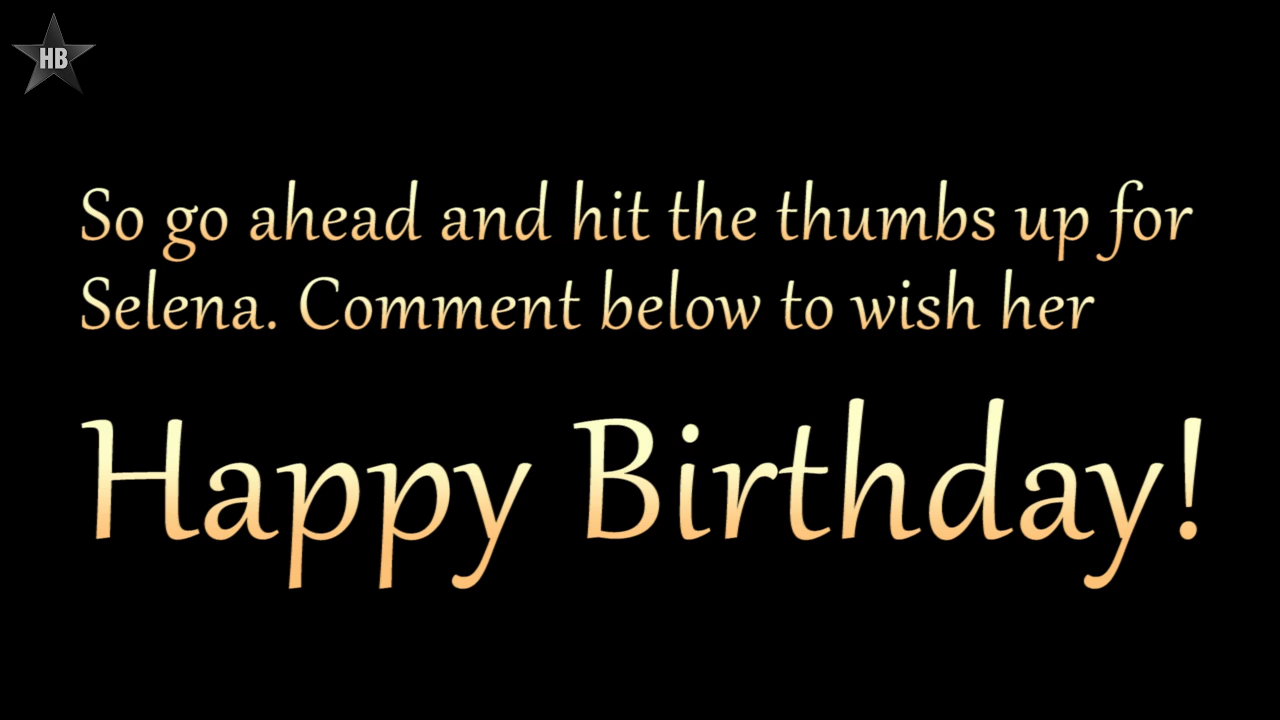 HB
So go ahead and hit the thumbs up for
Selena. Comment below to wish her
Happy Birthday!